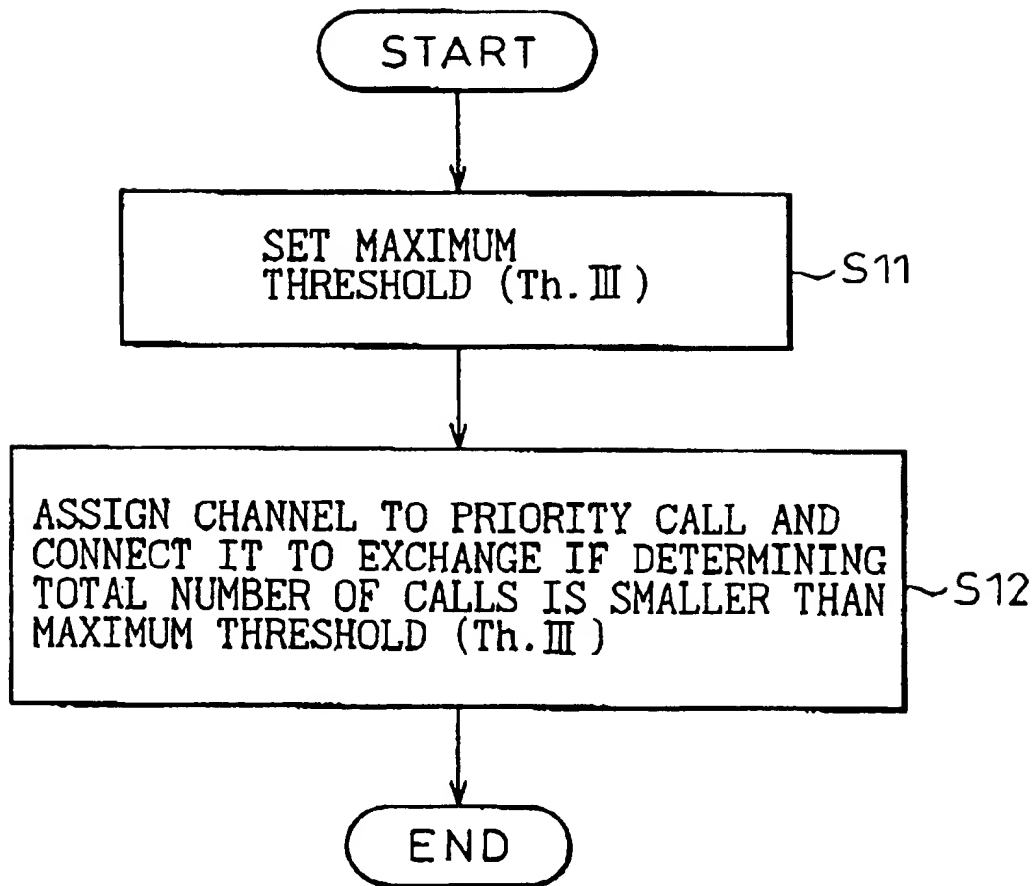 START
SET MAXIMUM
THRESHOLD (Th. Ⅲ)
S11
ASSIGN CHANNEL TO PRIORITY CALL AND
CONNECT IT TO EXCHANGE IF DETERMINING
TOTAL NUMBER OF CALLS IS SMALLER THAN
MAXIMUM THRESHOLD (Th. Ⅲ)
S12
END